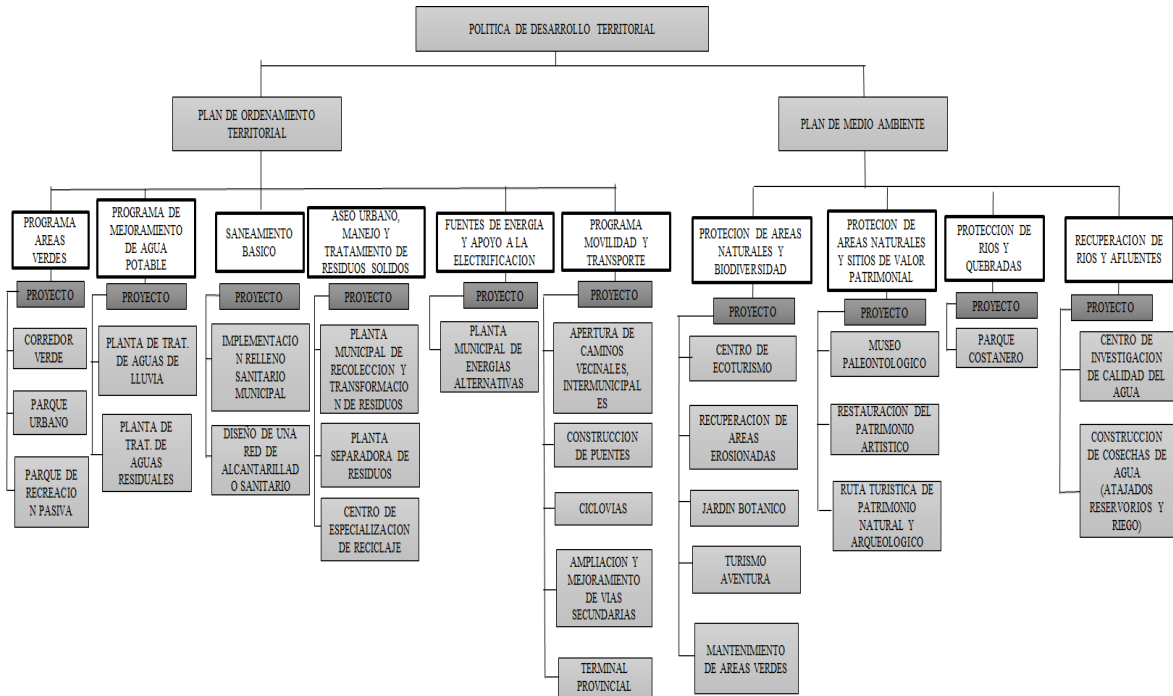 POLITICA DE DESARROLLO TERRITORIAL
PLAN DE ORDENAMIENTO
TERRITORIAL
PLAN DE MEDIO AMBIENTE
PROGRAMA
AREAS
VERDES
PROYECTO
CORREDOR
VERDE
PARQUE
URBANO
PARQUE DE
RECREACIO
N PASIVA
PROGRAMA DE
MEJORAMIENTO
DE AGUA
POTABLE
PROYECTO
PLANTA DE TRAT.
DE AGUAS DE
LLUVIA
PLANTA DE
TRAT. DE
AGUAS
RESIDUALES
SANEAMIENTO
BASICO
PROYECTO
IMPLEMENTACIO
N RELLENO
SANITARIO
MUNICIPAL
DISEÑO DE UNA
RED DE
ALCANTARILLAD
O SANITARIO
ASEO URBANO,
MANEJO Y
TRATAMIENTO DE
RESIDUOS SOLIDOS
PROYECTO
PLANTA
MUNICIPAL DE
RECOLECCION Y
TRANSFORMACIO
N DE RESIDUOS
PLANTA
SEPARADORA DE
RESIDUOS
CENTRO DE
ESPECIALIZACION
DE RECICLAJE
FUENTES DE ENERGIA
Y APOYO A LA
ELECTRIFICACION
PROYECTO
PLANTA
MUNICIPAL DE
ENERGIAS
ALTERNATIVAS
PROGRAMA
MOVILIDAD Y
TRANSPORTE
PROYECTO
APERTURA DE
CAMINOS
VECINALES,
INTERMUNICIPAL
ES
CONSTRUCCION
DE PUENTES
CICLOVIAS
AMPLIACION Y
MEJORAMIENTO
DE VIAS
SECUNDARIAS
TERMINAL
PROVINCIAL
PROTECION DE AREAS
NATURALES Y
BIODIVERSIDAD
PROYECTO
CENTRO DE
ECOTURISMO
RECUPERACION DE
AREAS
EROSIONADAS
JARDIN BOTANICO
TURISMO
AVENTURA
MANTENIMIENTO
DE AREAS VERDES
PROTECION DE
AREAS NATURALES
Y SITIOS DE VALOR
PATRIMONIAL
PROYECTO
MUSEO
PALEONTOLOGICO
RESTAURACION DEL
PATRIMONIO
ARTISTICO
RUTA TURISTICA DE
PATRIMONIO
NATURAL Y
ARQUEOLOGICO
PROTECCION DE
RIOS Y
QUEBRADAS
PROYECTO
PARQUE
COSTANERO
RECUPERACION DE
RIOS Y AFLUENTES
PROYECTO
CENTRO DE
INVESTIGACION
DE CALIDAD DEL
AGUA
CONSTRUCCION
DE COSECHAS DE
AGUA
(ATAJADOS
RESERVORIOS Y
RIEGO)